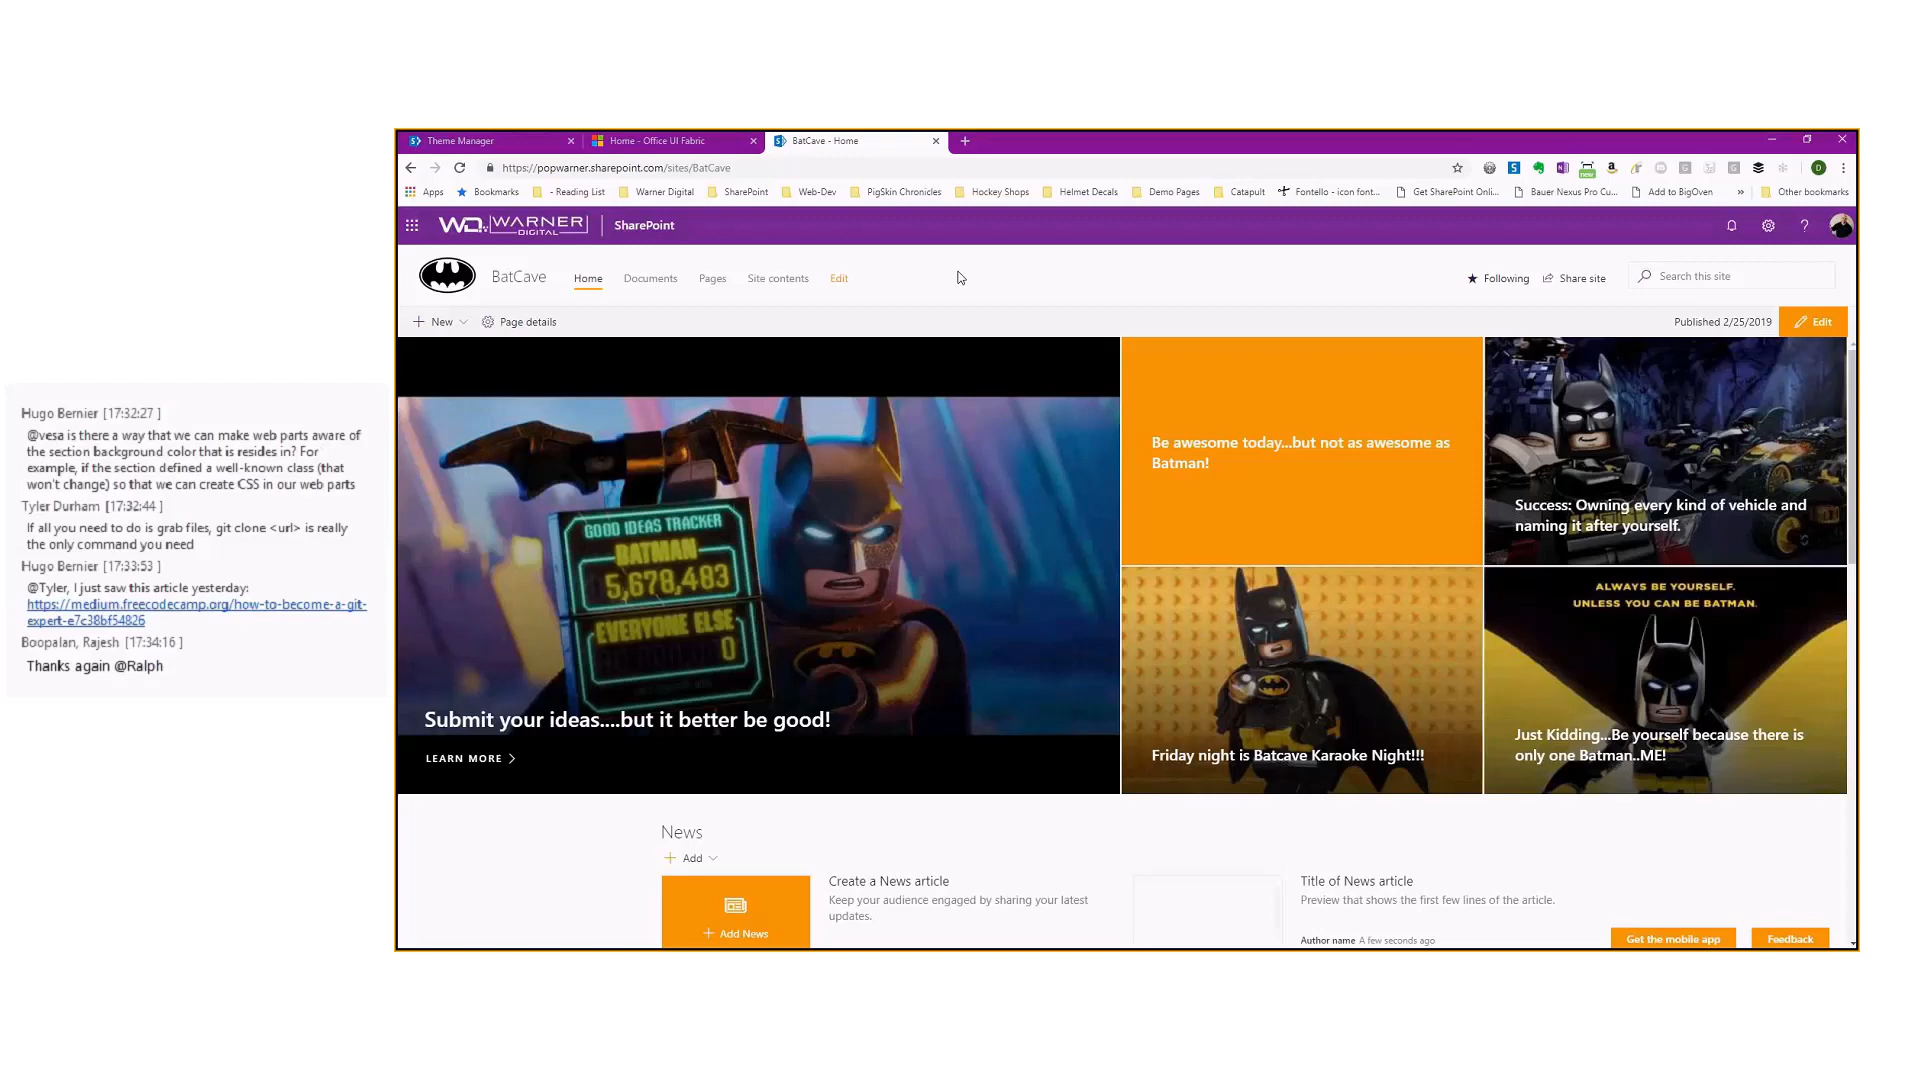 Theme Manager
Home - Office UI Fabric
BatCave - Home
https://popwarner.sharepoint.com/sites/BatCave
Apps
Bookmarks
- Reading List
Warner Digital
SharePoint
Web-Dev
PigSkin Chronicles
Hockey Shops
Helmet Decals
Demo Pages
Catapult
Fontello - icon font...
Get SharePoint Onli...
Bauer Nexus Pro Cu...
Add to BigOven
»
Other bookmarks
new
D
WD WARNER
DIGITAL
SharePoint
BatCave
Home
Documents
Pages
Site contents
Edit
Following
Share site
Search this site
New
Page details
Published 2/25/2019
Edit
Hugo Bernier [17:32:27 ]
@vesa is there a way that we can make web parts aware of
the section background color that is resides in? For
example, if the section defined a well-known class (that
won't change) so that we can create CSS in our web parts
Tyler Durham [17:32:44 ]
If all you need to do is grab files, git clone <url> is really
the only command you need
Hugo Bernier [17:33:53 ]
@Tyler, I just saw this article yesterday:
https://medium.freecodecamp.org/how-to-become-a-git-
expert-e7c38bf54826
Boopalan, Rajesh [17:34:16 ]
Thanks again @Ralph
GOOD IDEAS TRACKER
BATMAN
5,678,483
EVERYONE ELSE
0
Submit your ideas....but it better be good!
LEARN MORE
Be awesome today...but not as awesome as
Batman!
Success: Owning every kind of vehicle and
naming it after yourself.
Friday night is Batcave Karaoke Night!!!
ALWAYS BE YOURSELF.
UNLESS YOU CAN BE BATMAN.
Just Kidding...Be yourself because there is
only one Batman..ME!
News
Add
Add News
Create a News article
Keep your audience engaged by sharing your latest
updates.
Title of News article
Preview that shows the first few lines of the article.
Author name A few seconds ago
Get the mobile app
Feedback